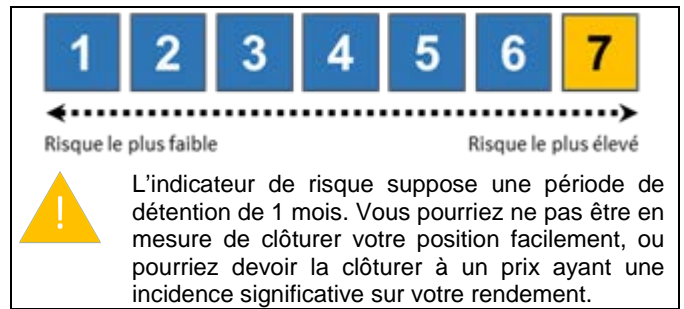 1 2 3 4 5 6 7
Risque le plus faible Risque le plus élevé
!
L'indicateur de risque suppose une période de
détention de 1 mois. Vous pourriez ne pas être en
mesure de clôturer votre position facilement, ou
pourriez devoir la clôturer à un prix ayant une
incidence significative sur votre rendement.